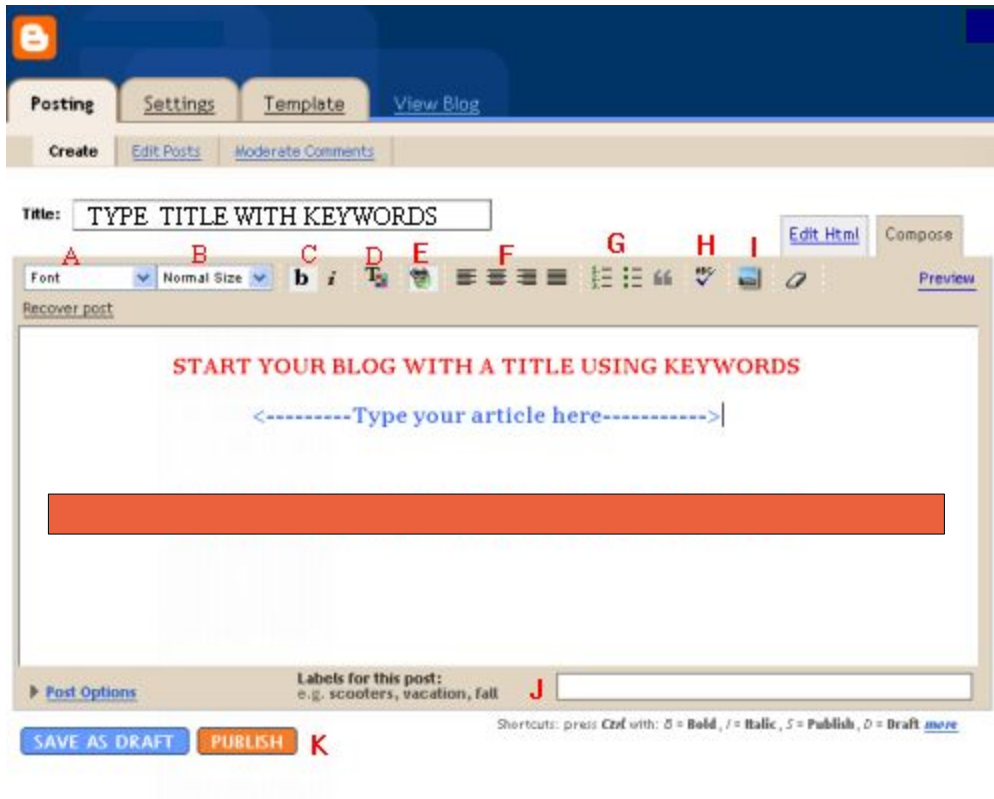 Posting Settings Template View Blog
Create Edit Posts Moderate Comments
Title: TYPE TITLE WITH KEYWORDS
Edit Html Compose
A B C D E F G H I
Font Normal Size b i T ABC Preview
Recover post
START YOUR BLOG WITH A TITLE USING KEYWORDS
<---------Type your article here----------->
Labels for this post:
Post Options e.g. scooters, vacation, fall J
Shortcuts: press Ctrl with: B = Bold, I = Italic, S = Publish, D = Draft more
SAVE AS DRAFT PUBLISH K